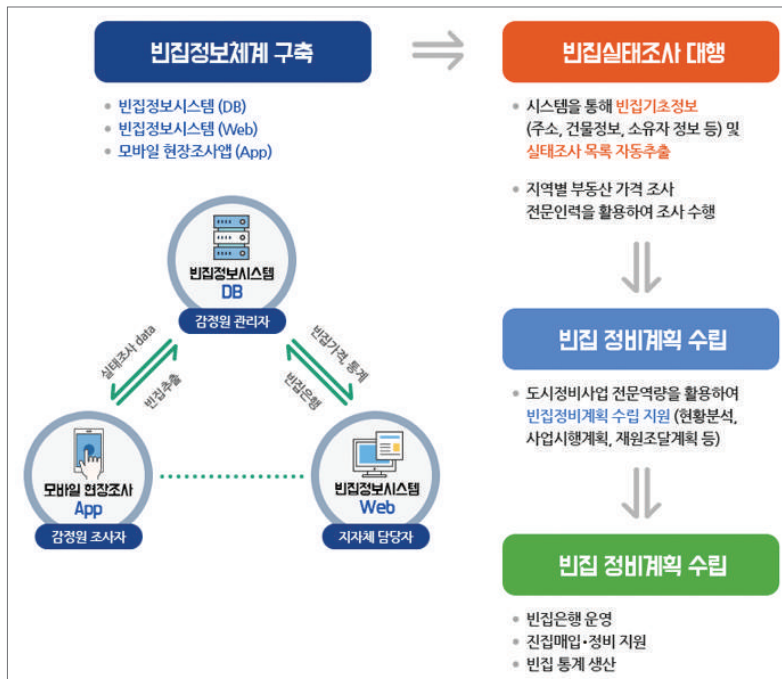 빈집정보체계 구축
빈집정보시스템 (DB)
빈집정보시스템 (Web)
모바일 현장조사앱 (App)
빈집정보시스템
DB
감정원 관리자
실태조사 data
빈집추출
빈집가격, 통계
빈집은행
모바일 현장조사
App
감정원 조사자
빈집정보시스템
Web
지자체 담당자
빈집실태조사 대행
시스템을 통해 빈집기초정보
(주소, 건물정보, 소유자 정보 등) 및
실태조사 목록 자동추출
지역별 부동산 가격 조사
전문인력을 활용하여 조사 수행
빈집 정비계획 수립
도시정비사업 전문역량을 활용하여
빈집정비계획 수립 지원 (현황분석,
사업시행계획, 재원조달계획 등)
빈집 정비계획 수립
빈집은행 운영
진집매입·정비 지원
빈집 통계 생산